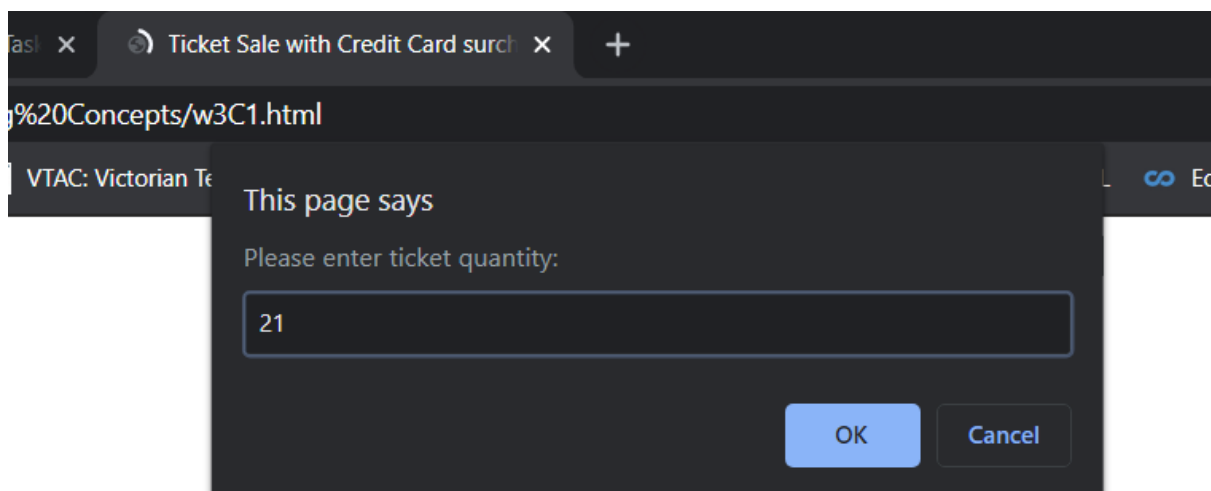 Ticket Sale with Credit Card surch
%20Concepts/w3C1.html
VTAC: Victorian
This page says
Please enter ticket quantity:
21
OK
Cancel